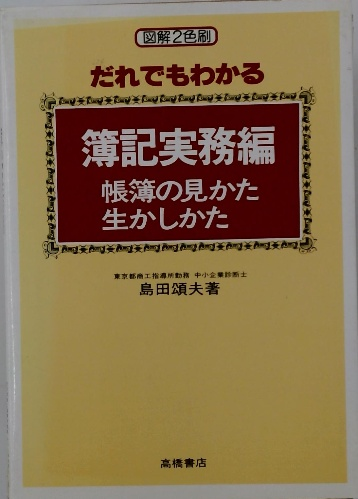 図解2色刷
だれでもわかる
簿記実務編
帳簿の見かた
生かしかた
東京都商工指導所勤務 中小企業診断士
島田頌夫著
高橋書店